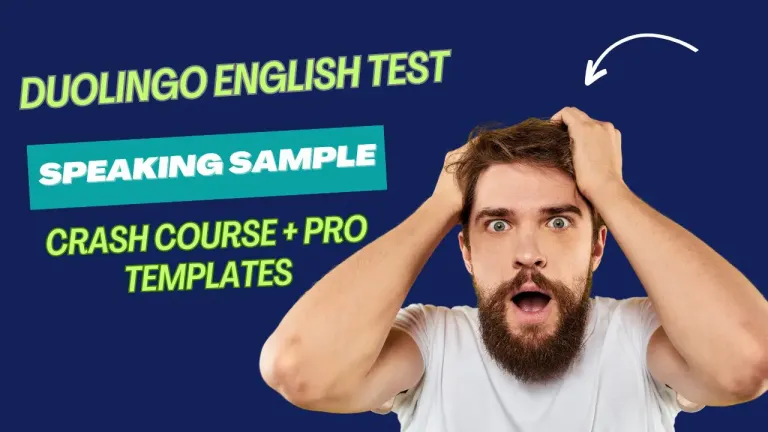 DUOLINGO ENGLISH TEST
SPEAKING SAMPLE
CRASH COURSE + PRO
TEMPLATES